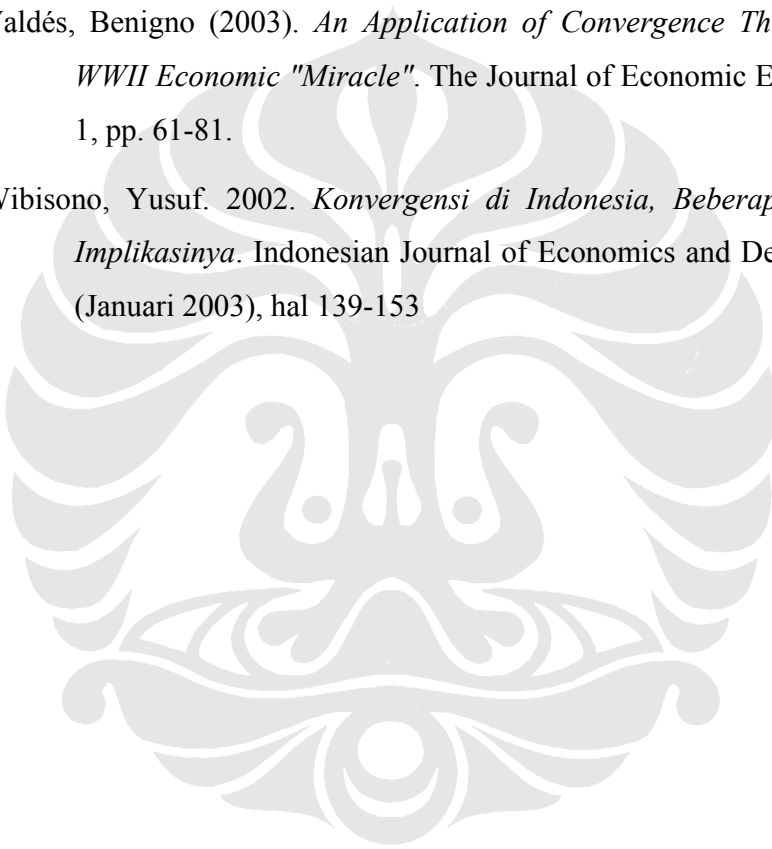 aldés, Benigno (2003). An Application of Convergence Th
WWII Economic "Miracle". The Journal of Economic E
1, pp. 61-81.
Vibisono, Yusuf. 2002. Konvergensi di Indonesia, Beberap
Implikasinya. Indonesian Journal of Economics and De
(Januari 2003), hal 139-153